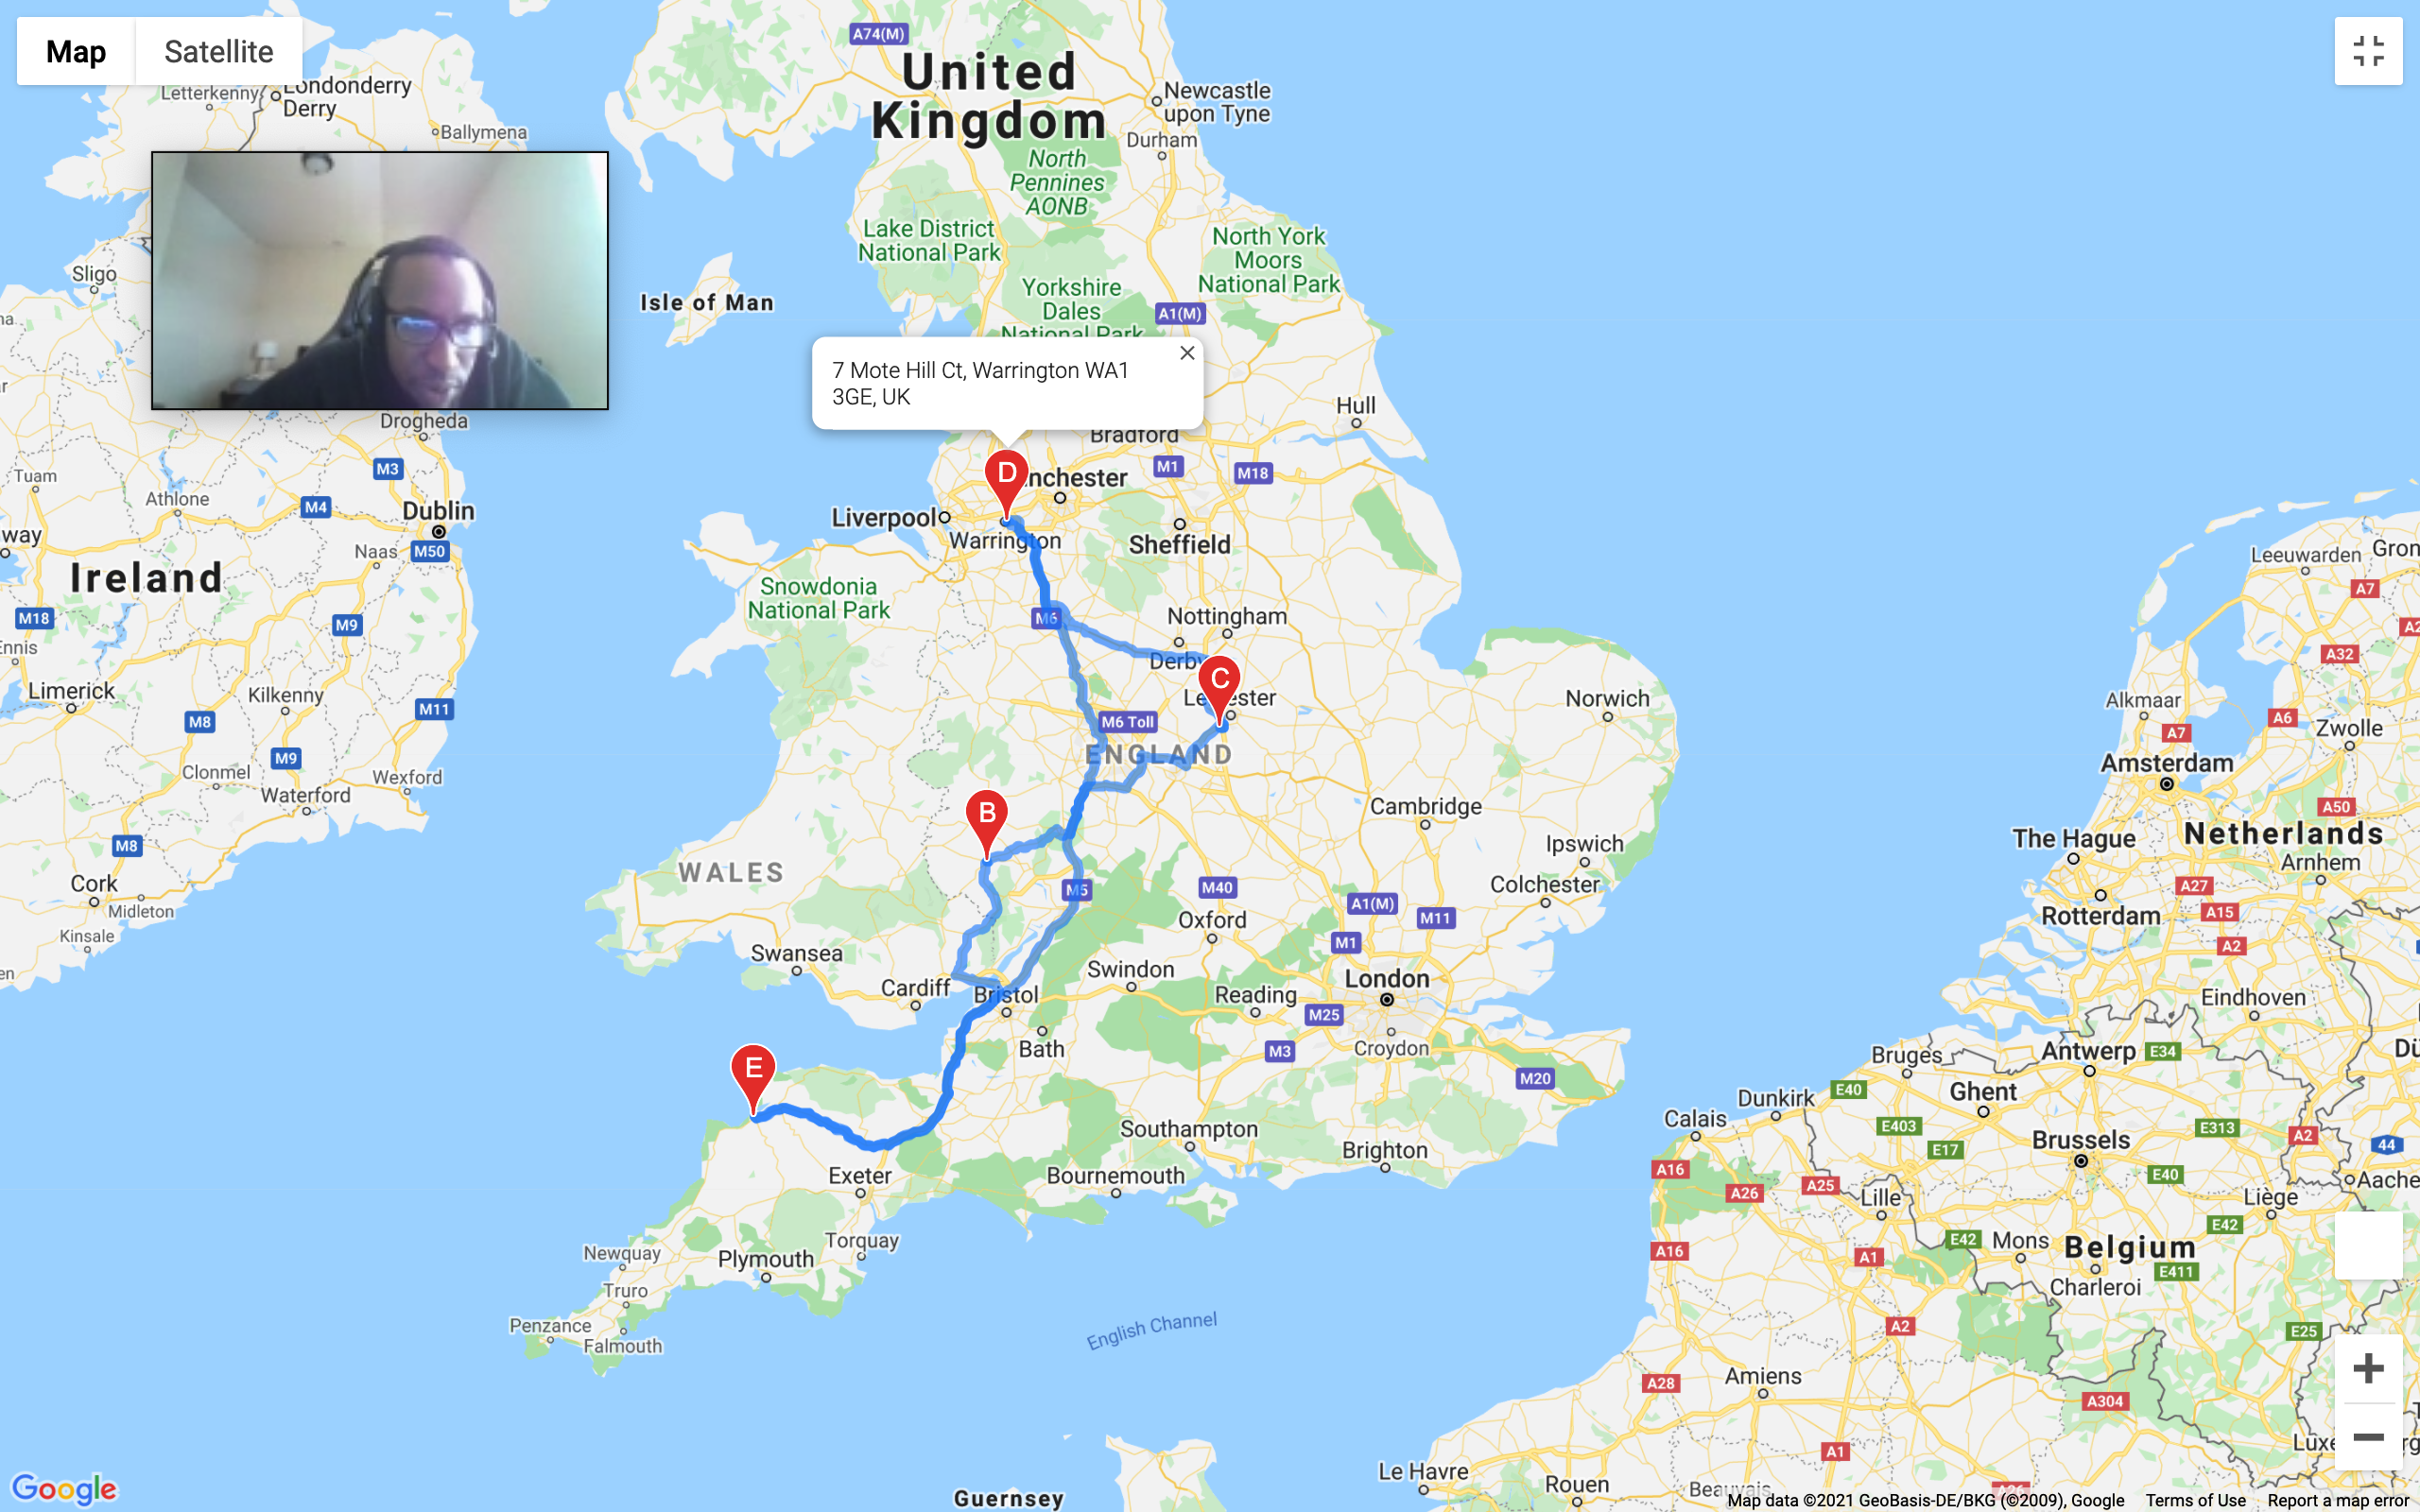 Map
Satellite
A74(M)
United
Kingdom
Letterkenny
Londonderry
Derry
Ballymena
Newcastle
upon Tyne
Durham
North
Pennines
AONB
Lake District
National Park
North York
Moors
National Park
Sligo
Isle of Man
Yorkshire
Dales
National Park
A1(M)
7 Mote Hill Ct, Warrington WA1
3GE, UK
Drogheda
Hull
Bradford
M3
M1
M18
Tuam
Athlone
D
nchester
M4
Dublin
Liverpool
way
M50
Naas
Warrington
Sheffield
Leeuwarden
Gron
Ireland
Snowdonia
National Park
A7
M18
M9
M6
Nottingham
A2
Ennis
Derby
A32
Limerick
Kilkenny
C
Le
ester
Norwich
Alkmaar
M8
M11
M6 Toll
A6
A7
Zwolle
M9
ENGLAND
Clonmel
Wexford
Amsterdam
Waterford
B
Cambridge
A50
M8
Ipswich
The Hague
Netherlands
Arnhem
WALES
Cork
M5
M40
Colchester
A27
Midleton
A1(M)
M11
Oxford
Rotterdam
A15
Kinsale
M1
A2
Swansea
Swindon
en
Cardiff
Bristol
Reading
London
Eindhoven
M25
Bath
M3
Croydon
Bruges
Antwerp
E34
Dü
E
M20
Dunkirk
E40
Ghent
Calais
E403
E313
A2
Southampton
Brussels
44
Brighton
E17
A16
E40
Exeter
Bournemouth
A26
A25
Lille
Liège
Aache
E42
Newquay
Torquay
Plymouth
A16
A1
E42
Mons
Belgium
E411
Charleroi
Truro
Penzance
Falmouth
English Channel
A2
E25
Amiens
A28
A304
A1
Luxe
rg
Le Havre
Rouen
Beauvais
Google
Guernsey
Map data ©2021 GeoBasis-DE/BKG (©2009), Google
Terms of Use
Report a map error